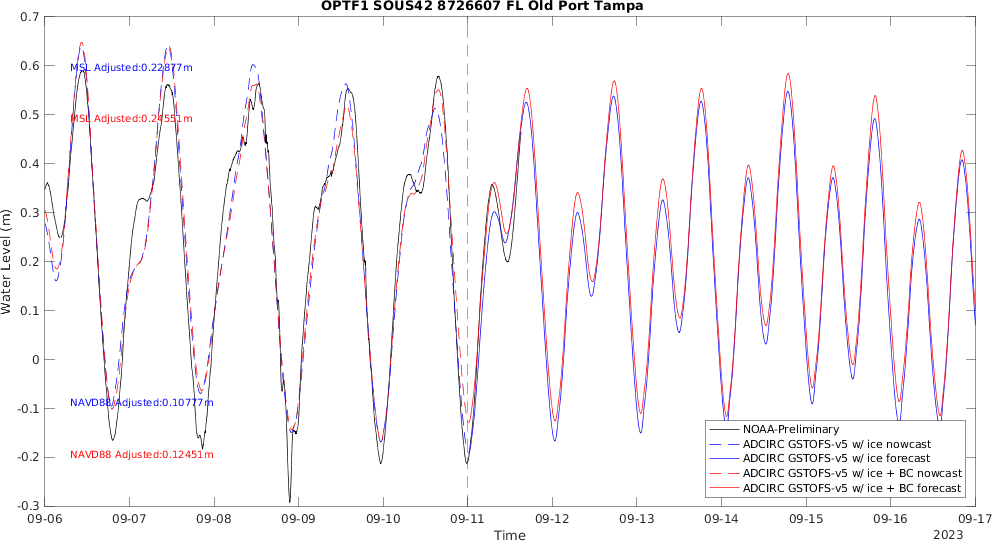 OPTF1 SOUS42 8726607 FL Old Port Tampa
0.7
0.6
0.5
0.4
0.3
0.2
0.1
0
-0.1
-0.2
-0.3
Water Level (m)
MSL Adjusted:0.22877m
MSL Adjusted:0.24551m
NAVD88 Adjusted:0.10777m
NAVD88 Adjusted:0.12451m
NOAA-Preliminary
ADCIRC GSTOFS-v5 w/ ice nowcast
ADCIRC GSTOFS-v5 w/ ice forecast
ADCIRC GSTOFS-v5 w/ ice + BC nowcast
ADCIRC GSTOFS-v5 w/ ice + BC forecast
09-06 09-07 09-08 09-09 09-10 09-11 09-12 09-13 09-14 09-15 09-16 09-17
Time
2023